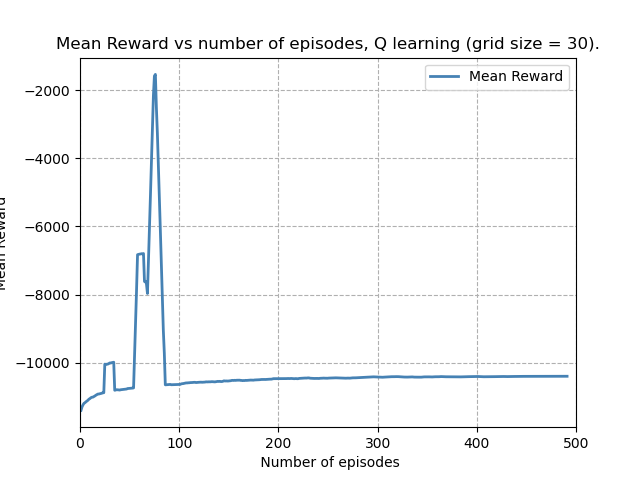 Mean Reward vs number of episodes, Q learning (grid size = 30).
Mean Reward
−2000
−4000
−6000
−8000
−10000
Mean Reward
0 100 200 300 400 500
Number of episodes